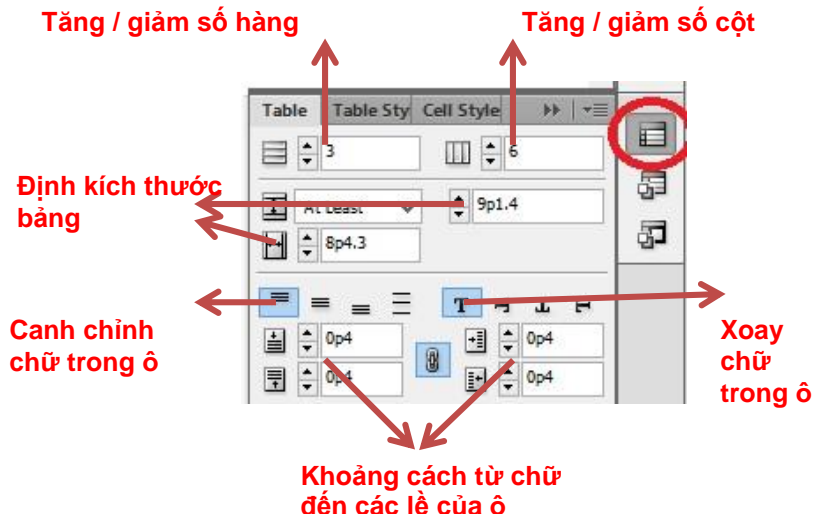 Tăng / giảm số hàng
Tăng / giảm số cột
Table
Table Sty
Cell Style
3
6
Định kích thước
bảng
At Least
9p1.4
8p4.3
T
Canh chỉnh
chữ trong ô
0p4
0p4
0p4
0p4
Xoay
chữ
trong ô
Khoảng cách từ chữ
đến các lề của ô